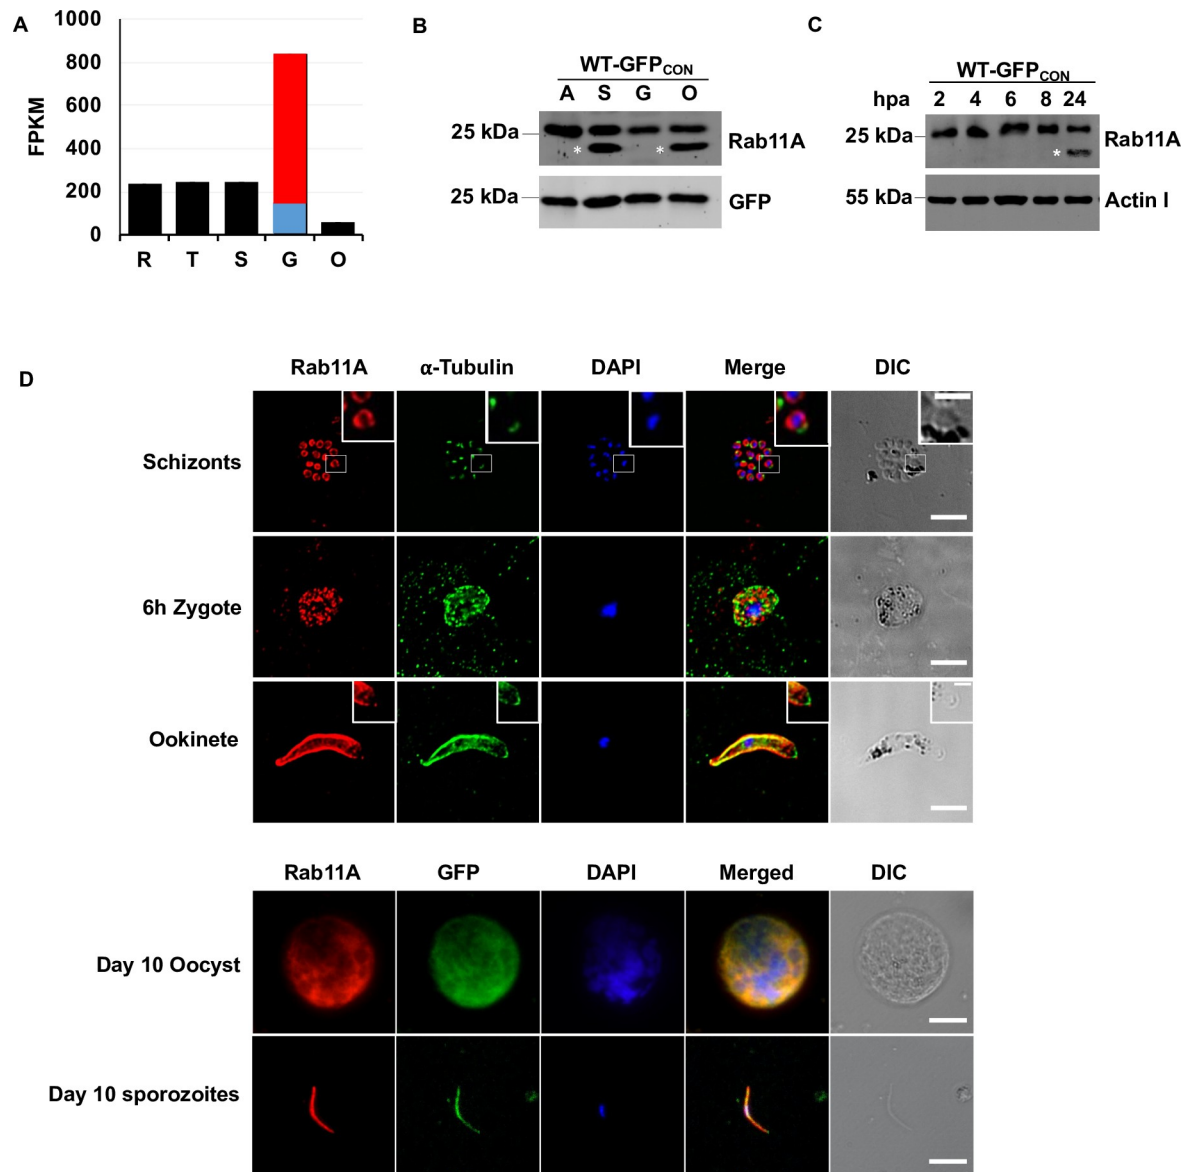 A
1000
800
600
400
200
0
FPKM
R T S G O
B
WT-GFPCON
A S G O
25 kDa
*
*
Rab11A
25 kDa
GFP
C
WT-GFPCON
hpa 2 4 6 8 24
25 kDa
*
Rab11A
55 kDa
Actin I
D
Rab11A α-Tubulin DAPI Merge DIC
Schizonts
6h Zygote
Ookinete
Rab11A GFP DAPI Merged DIC
Day 10 Oocyst
Day 10 sporozoites